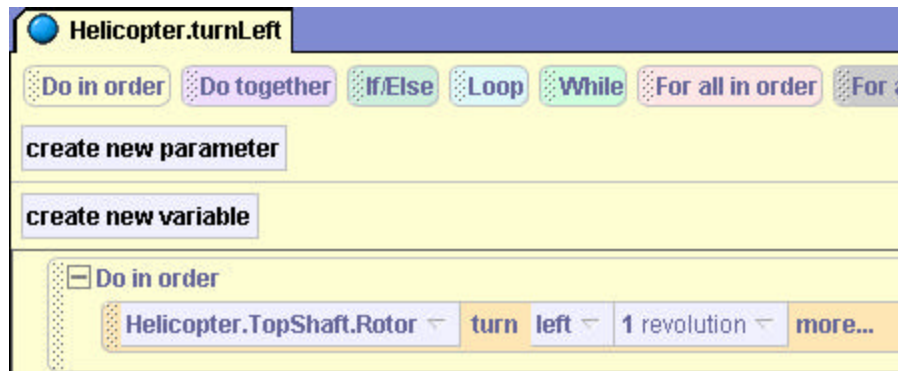 Helicopter.turnLeft
Do in order Do together If/Else Loop While For all in order For
create new parameter
create new variable
Do in order
Helicopter.TopShaft.Rotor turn left 1 revolution more...